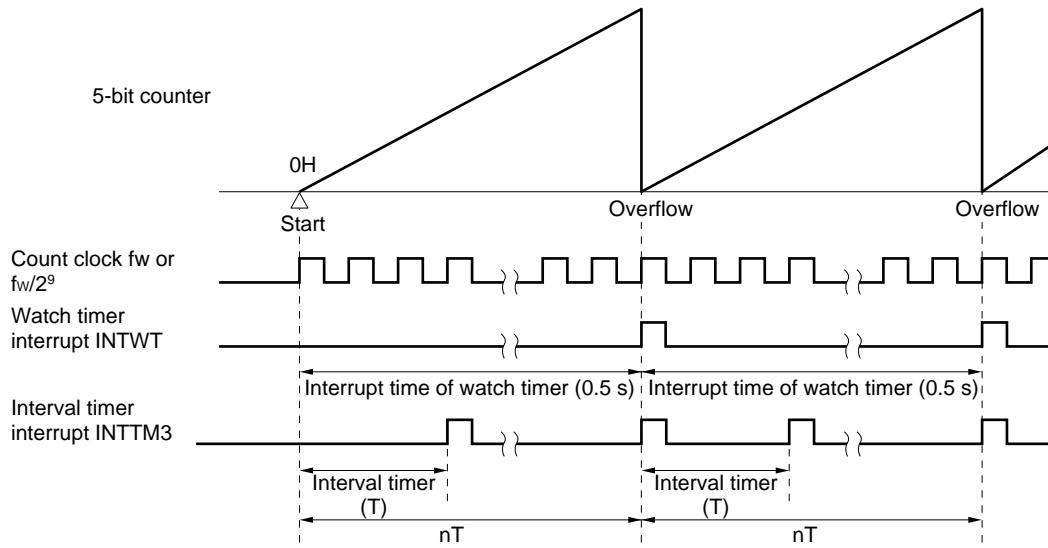 5-bit counter
0H
Start
Overflow
Overflow
Count clock fw or
fw/2⁹
Watch timer
interrupt INTWT
Interrupt time of watch timer (0.5 s)
Interrupt time of watch timer (0.5 s)
Interval timer
interrupt INTTM3
Interval timer
(T)
Interval timer
(T)
nT
nT